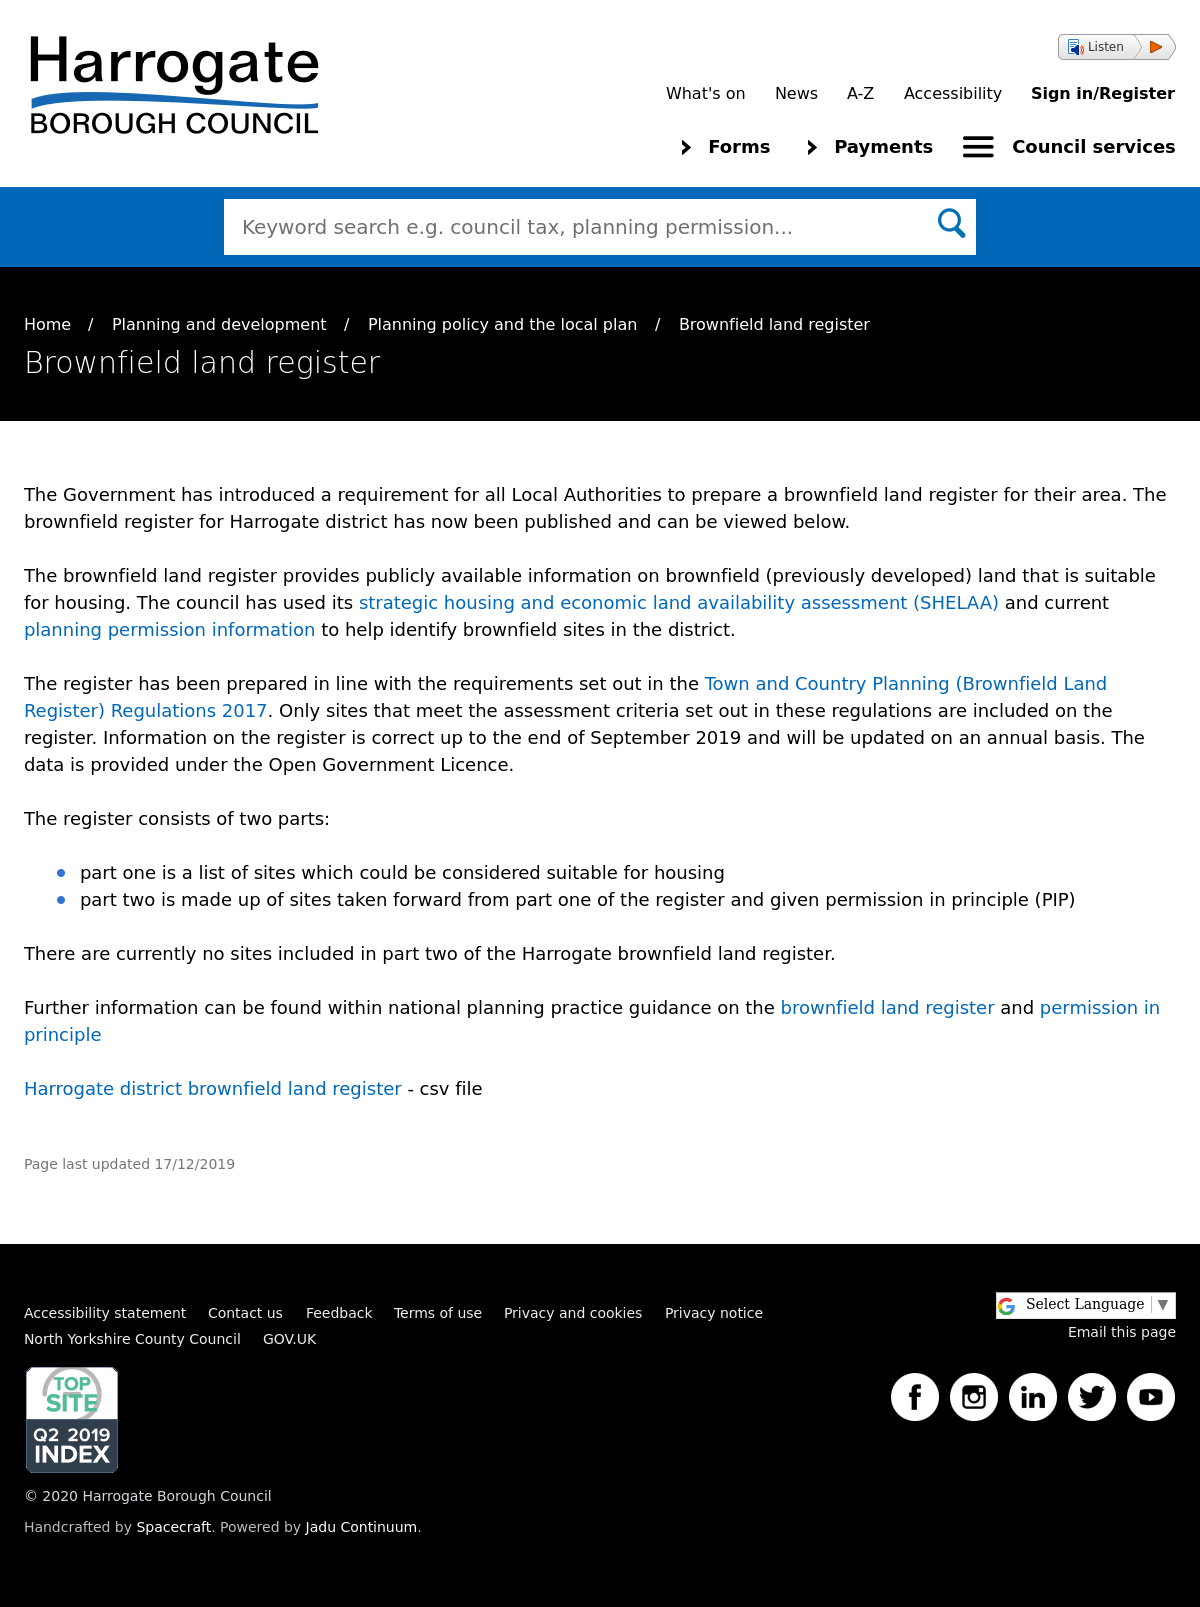 Harrogate
BOROUGH COUNCIL
Listen
What's on News A-Z Accessibility Sign in/Register
Forms Payments Council services
Keyword search e.g. council tax, planning permission...
Home / Planning and development / Planning policy and the local plan / Brownfield land register
Brownfield land register
The Government has introduced a requirement for all Local Authorities to prepare a brownfield land register for their area. The
brownfield register for Harrogate district has now been published and can be viewed below.
The brownfield land register provides publicly available information on brownfield (previously developed) land that is suitable
for housing. The council has used its strategic housing and economic land availability assessment (SHELAA) and current
planning permission information to help identify brownfield sites in the district.
The register has been prepared in line with the requirements set out in the Town and Country Planning (Brownfield Land
Register) Regulations 2017. Only sites that meet the assessment criteria set out in these regulations are included on the
register. Information on the register is correct up to the end of September 2019 and will be updated on an annual basis. The
data is provided under the Open Government Licence.
The register consists of two parts:
part one is a list of sites which could be considered suitable for housing
part two is made up of sites taken forward from part one of the register and given permission in principle (PIP)
There are currently no sites included in part two of the Harrogate brownfield land register.
Further information can be found within national planning practice guidance on the brownfield land register and permission in
principle
Harrogate district brownfield land register - csv file
Page last updated 17/12/2019
Accessibility statement Contact us Feedback Terms of use Privacy and cookies Privacy notice
North Yorkshire County Council GOV.UK
Select Language ▼
Email this page
TOP
SITE
Q2 2019
INDEX
© 2020 Harrogate Borough Council
Handcrafted by Spacecraft. Powered by Jadu Continuum.